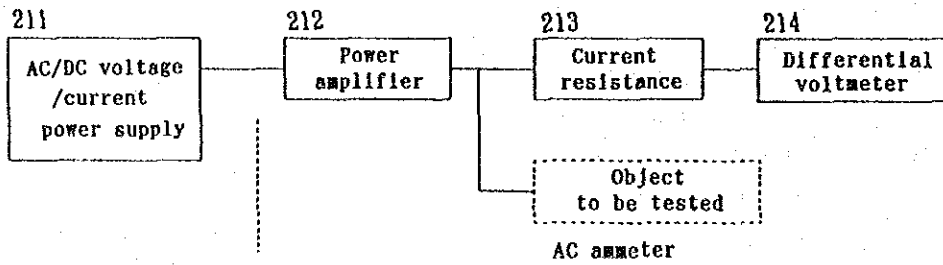 211
AC/DC voltage
/current
power supply
212
Power
amplifier
213
Current
resistance
214
Differential
voltmeter
Object
to be tested
AC ammeter